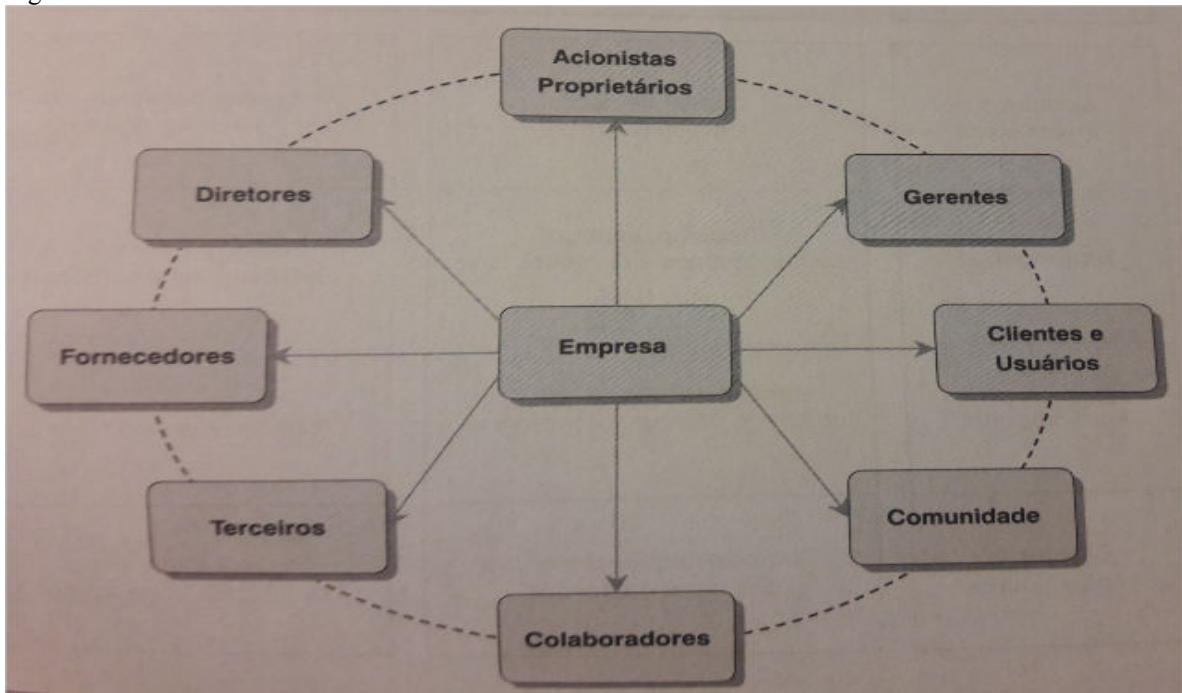 Acionistas
Proprietários
Diretores
Gerentes
Fornecedores
Empresa
Clientes e
Usuários
Terceiros
Comunidade
Colaboradores